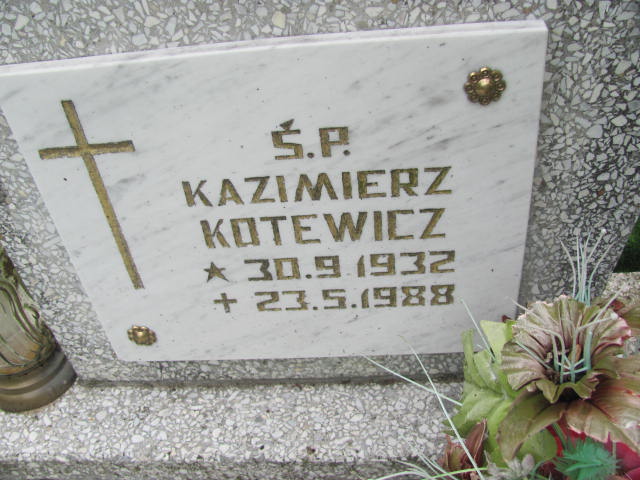 Ś.P.
KAZIMIERZ
KOTEWICZ
★ 30.9.1932
+ 23.5.1988